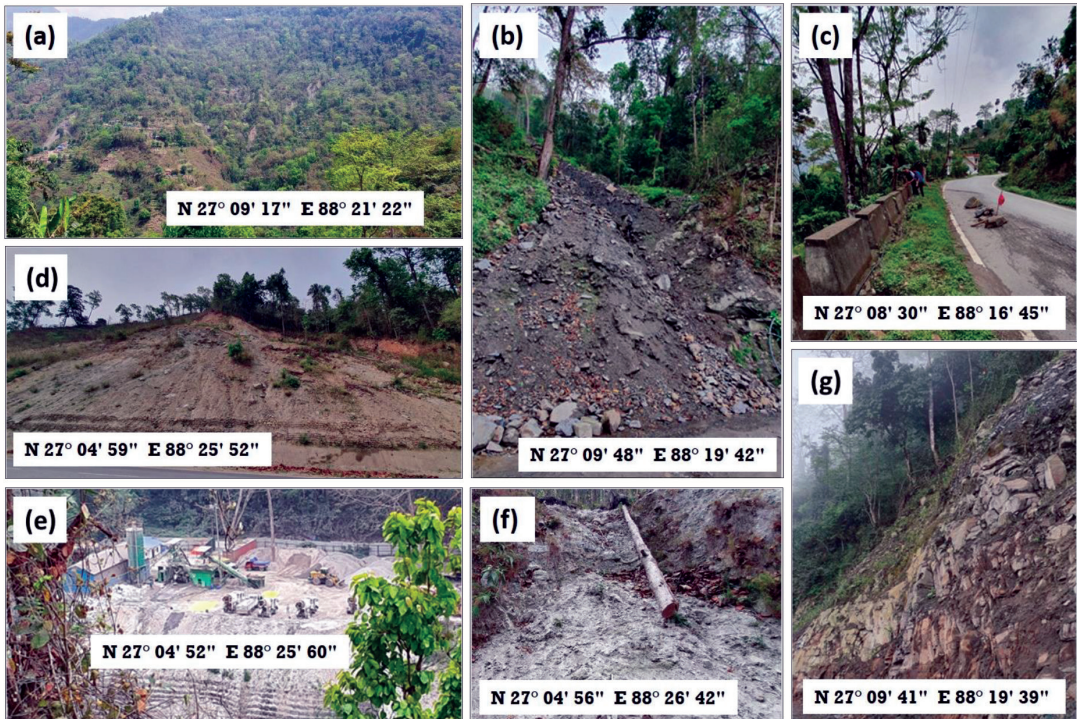 (a)
N 27° 09' 17" E 88° 21' 22"
(b)
N 27° 09' 48" E 88° 19' 42"
(c)
N 27° 08' 30" E 88° 16' 45"
(d)
N 27° 04' 59" E 88° 25' 52"
(e)
N 27° 04' 52" E 88° 25' 60"
(f)
N 27° 04' 56" E 88° 26' 42"
(g)
N 27° 09' 41" E 88° 19' 39"